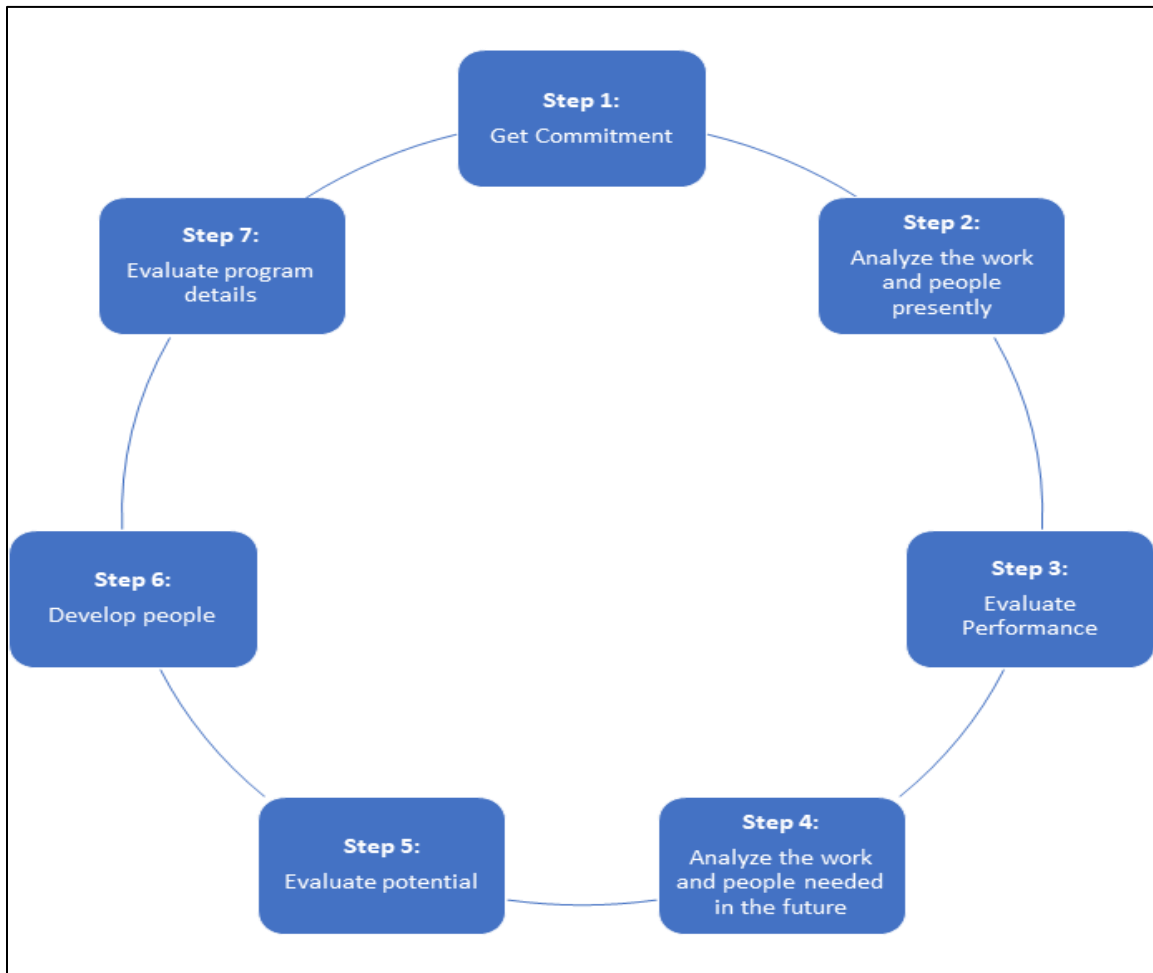 Step 1:
Get Commitment
Step 2:
Analyze the work
and people
presently
Step 3:
Evaluate
Performance
Step 4:
Analyze the work
and people needed
in the future
Step 5:
Evaluate potential
Step 6:
Develop people
Step 7:
Evaluate program
details